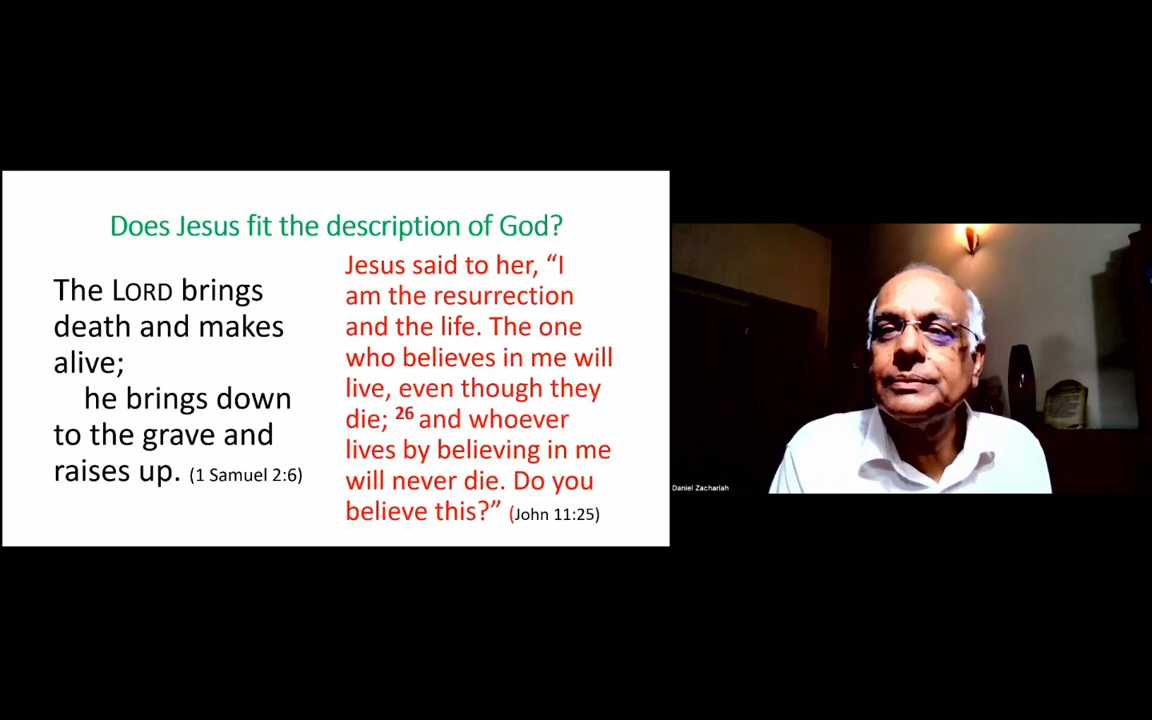 Does Jesus fit the description of God?
The LORD brings
death and makes
alive;
he brings down
to the grave and
raises up. (1 Samuel 2:6)
Jesus said to her, “I
am the resurrection
and the life. The one
who believes in me will
live, even though they
die; 26 and whoever
lives by believing in me
will never die. Do you
believe this?” (John 11:25)
Daniel Zachariah